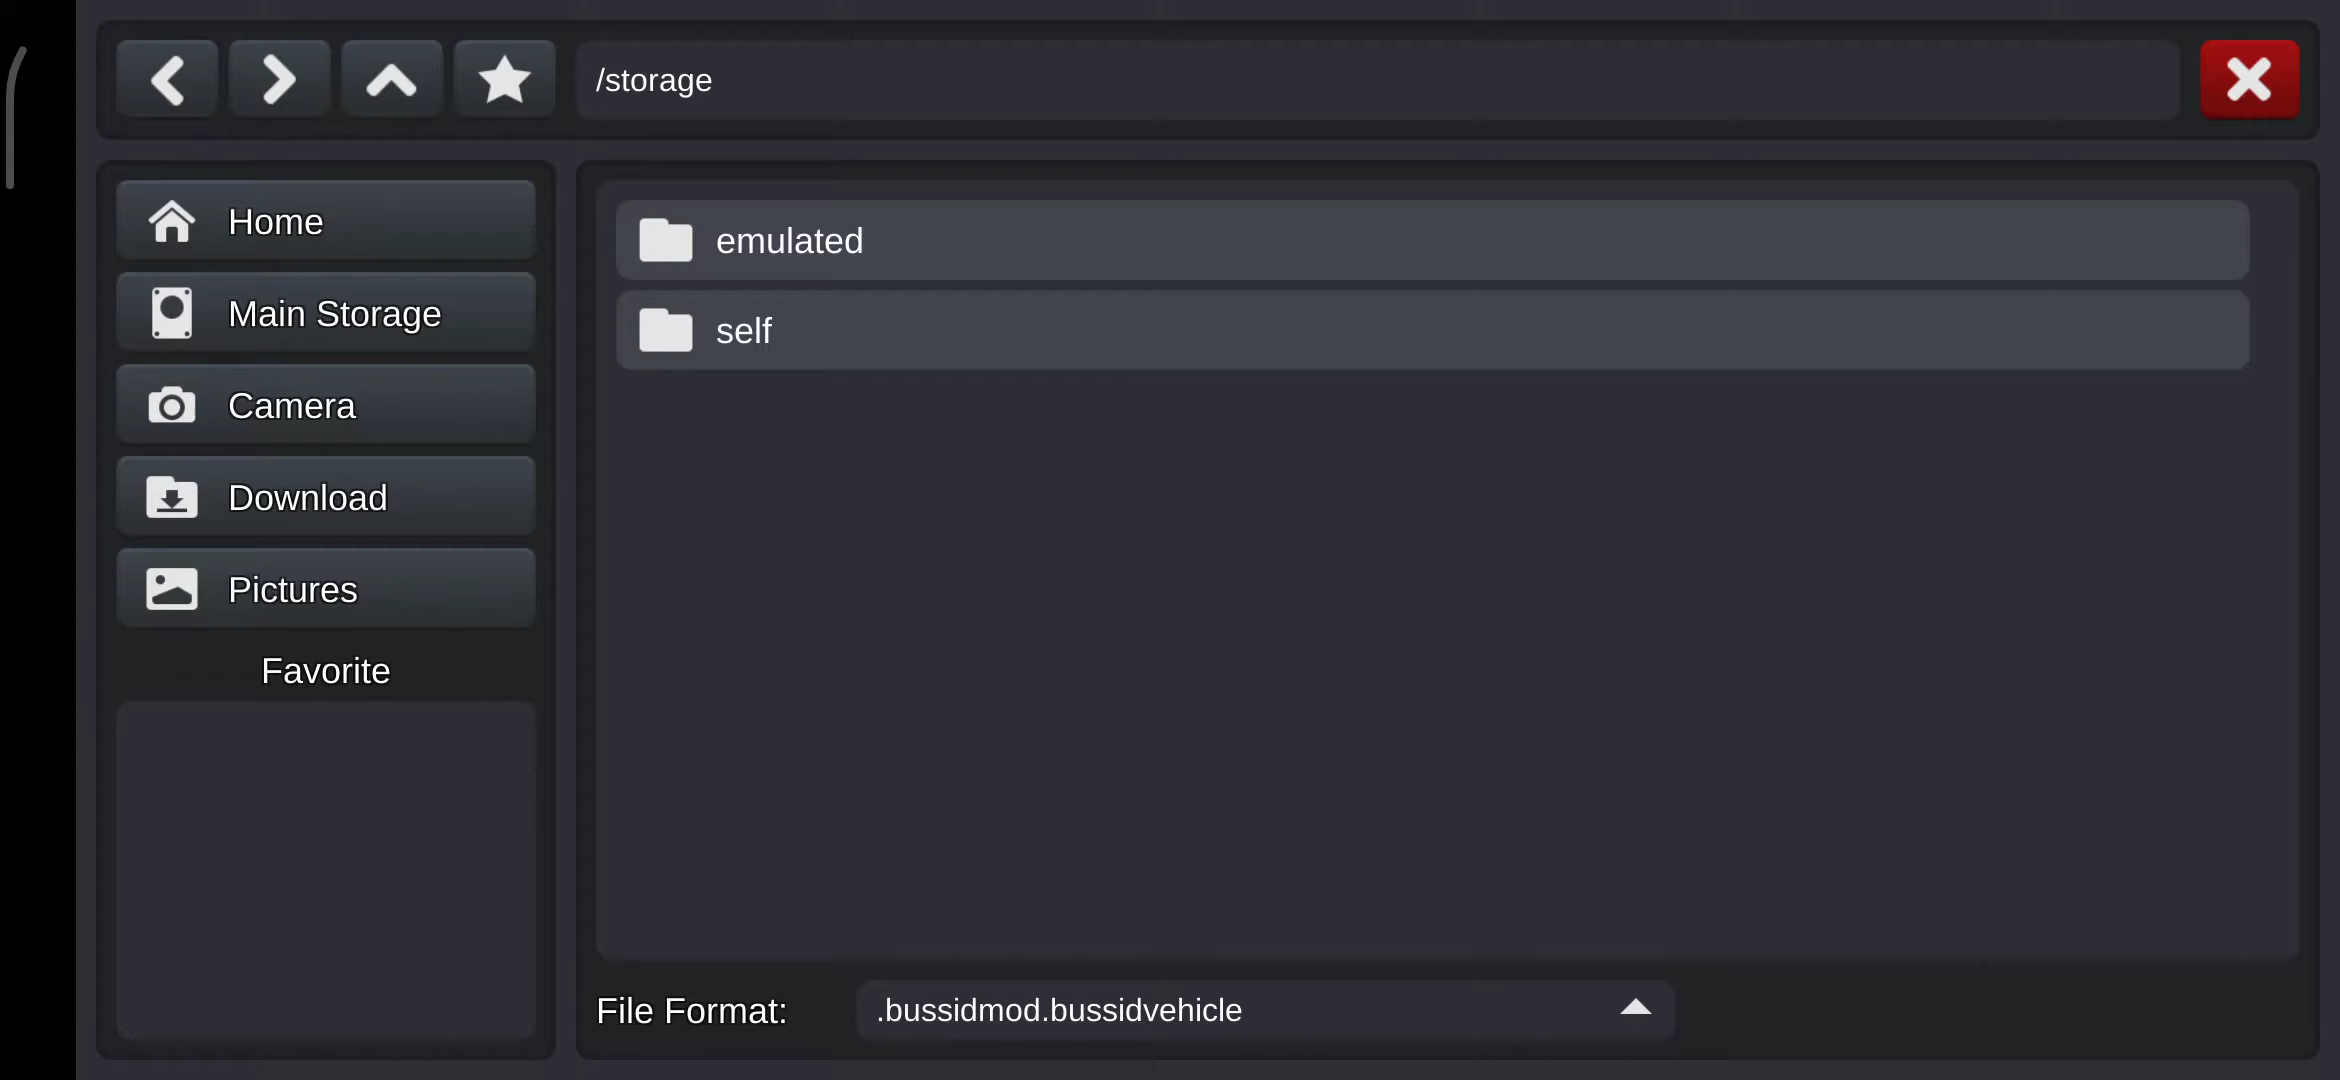 /storage
Home
Main Storage
Camera
Download
Pictures
Favorite
emulated
self
File Format:
.bussidmod.bussidvehicle